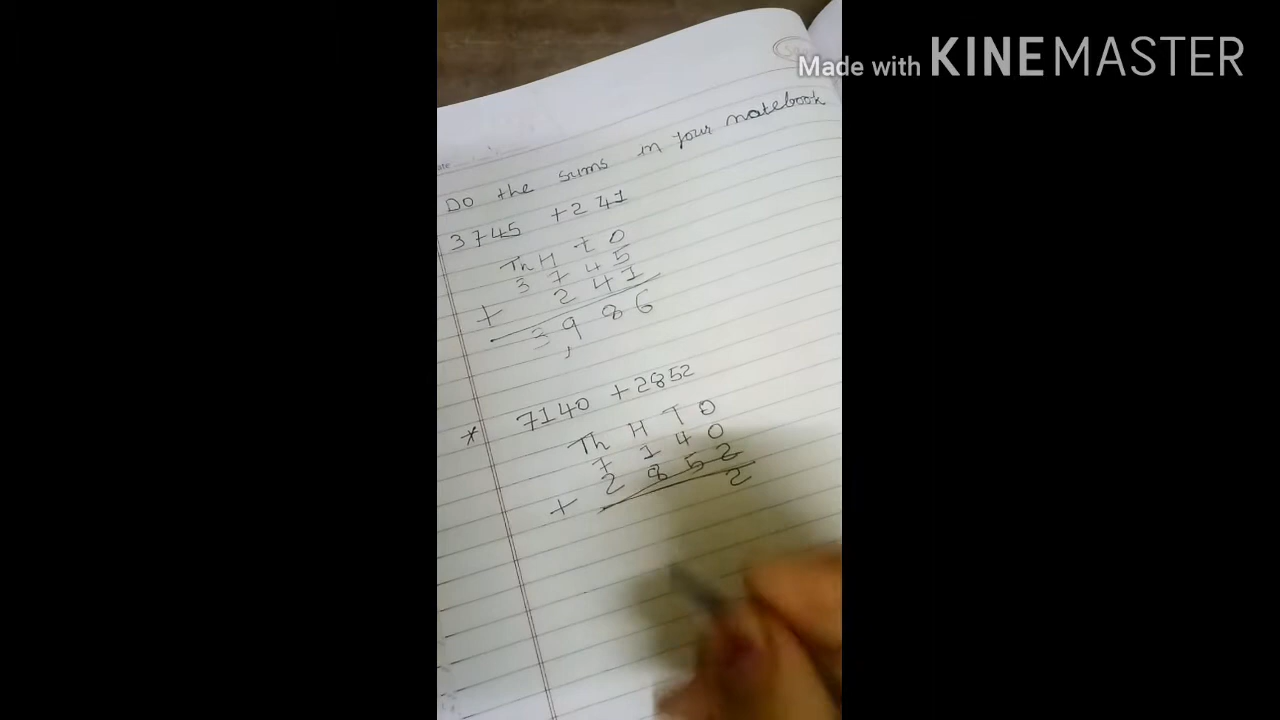 Made with KINEMASTER
Do the sums in your notebook
3745 + 241
Th H t O
3 7 4 5
+ 2 4 1
3,9 8 6
* 7140 + 2852
Th H T O
7 1 4 0
+ 2 8 5 2
2